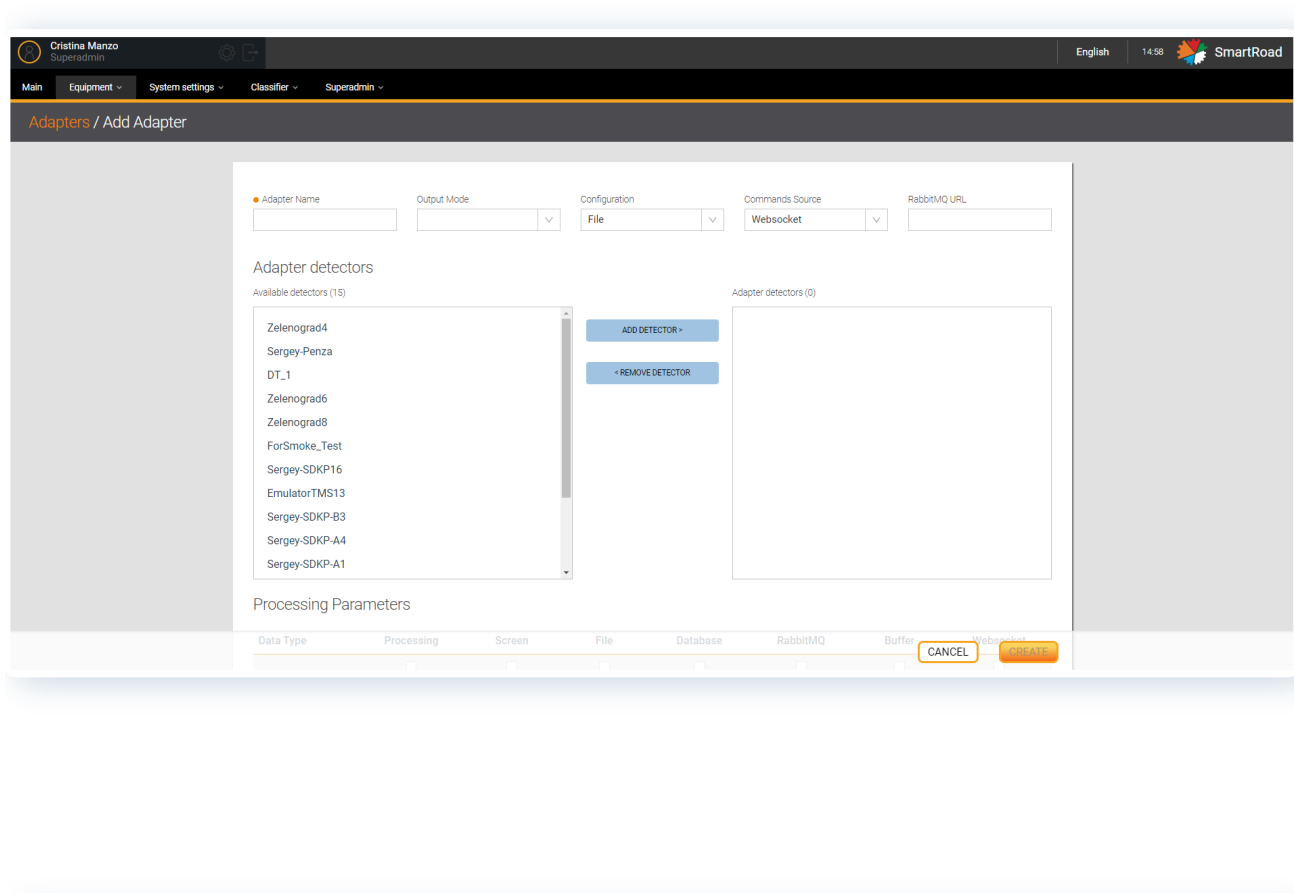 Cristina Manzo
Superadmin
English
14:58
SmartRoad
Main Equipment System settings Classifier Superadmin
Adapters / Add Adapter
Adapter Name Output Mode Configuration Commands Source RabbitMQ URL
File Websocket
Adapter detectors
Available detectors (15) Adapter detectors (0)
Zelenograd4
ADD DETECTOR >
Sergey-Penza
DT_1
< REMOVE DETECTOR
Zelenograd6
Zelenograd8
ForSmoke_Test
Sergey-SDKP16
EmulatorTMS13
Sergey-SDKP-B3
Sergey-SDKP-A4
Sergey-SDKP-A1
Processing Parameters
Data Type Processing Screen File Database RabbitMQ Buffer Websocket
CANCEL CREATE